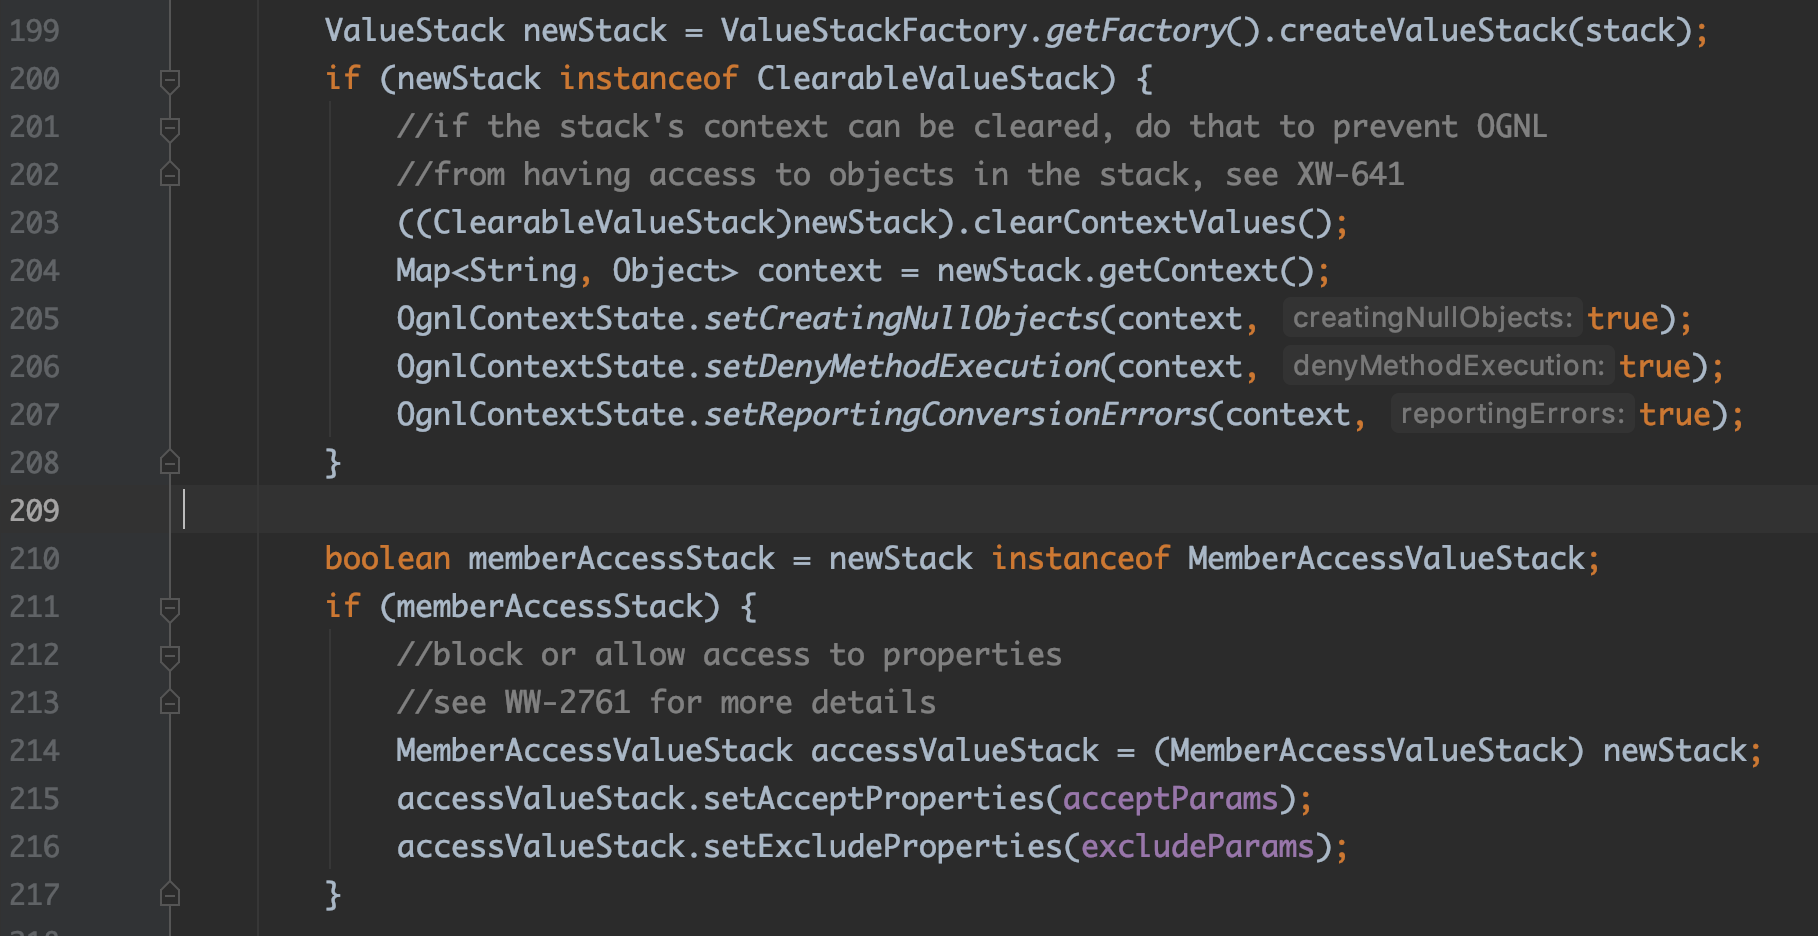 199 ValueStack newStack = ValueStackFactory.getFactory().createValueStack(stack);
200 if (newStack instanceof ClearableValueStack) {
201 //if the stack's context can be cleared, do that to prevent OGNL
202 //from having access to objects in the stack, see XW-641
203 ((ClearableValueStack)newStack).clearContextValues();
204 Map<String, Object> context = newStack.getContext();
205 OgnlContextState.setCreatingNullObjects(context, creatingNullObjects: true);
206 OgnlContextState.setDenyMethodExecution(context, denyMethodExecution: true);
207 OgnlContextState.setReportingConversionErrors(context, reportingErrors: true);
208 }
209
210 boolean memberAccessStack = newStack instanceof MemberAccessValueStack;
211 if (memberAccessStack) {
212 //block or allow access to properties
213 //see WW-2761 for more details
214 MemberAccessValueStack accessValueStack = (MemberAccessValueStack) newStack;
215 accessValueStack.setAcceptProperties(acceptParams);
216 accessValueStack.setExcludeProperties(excludeParams);
217 }